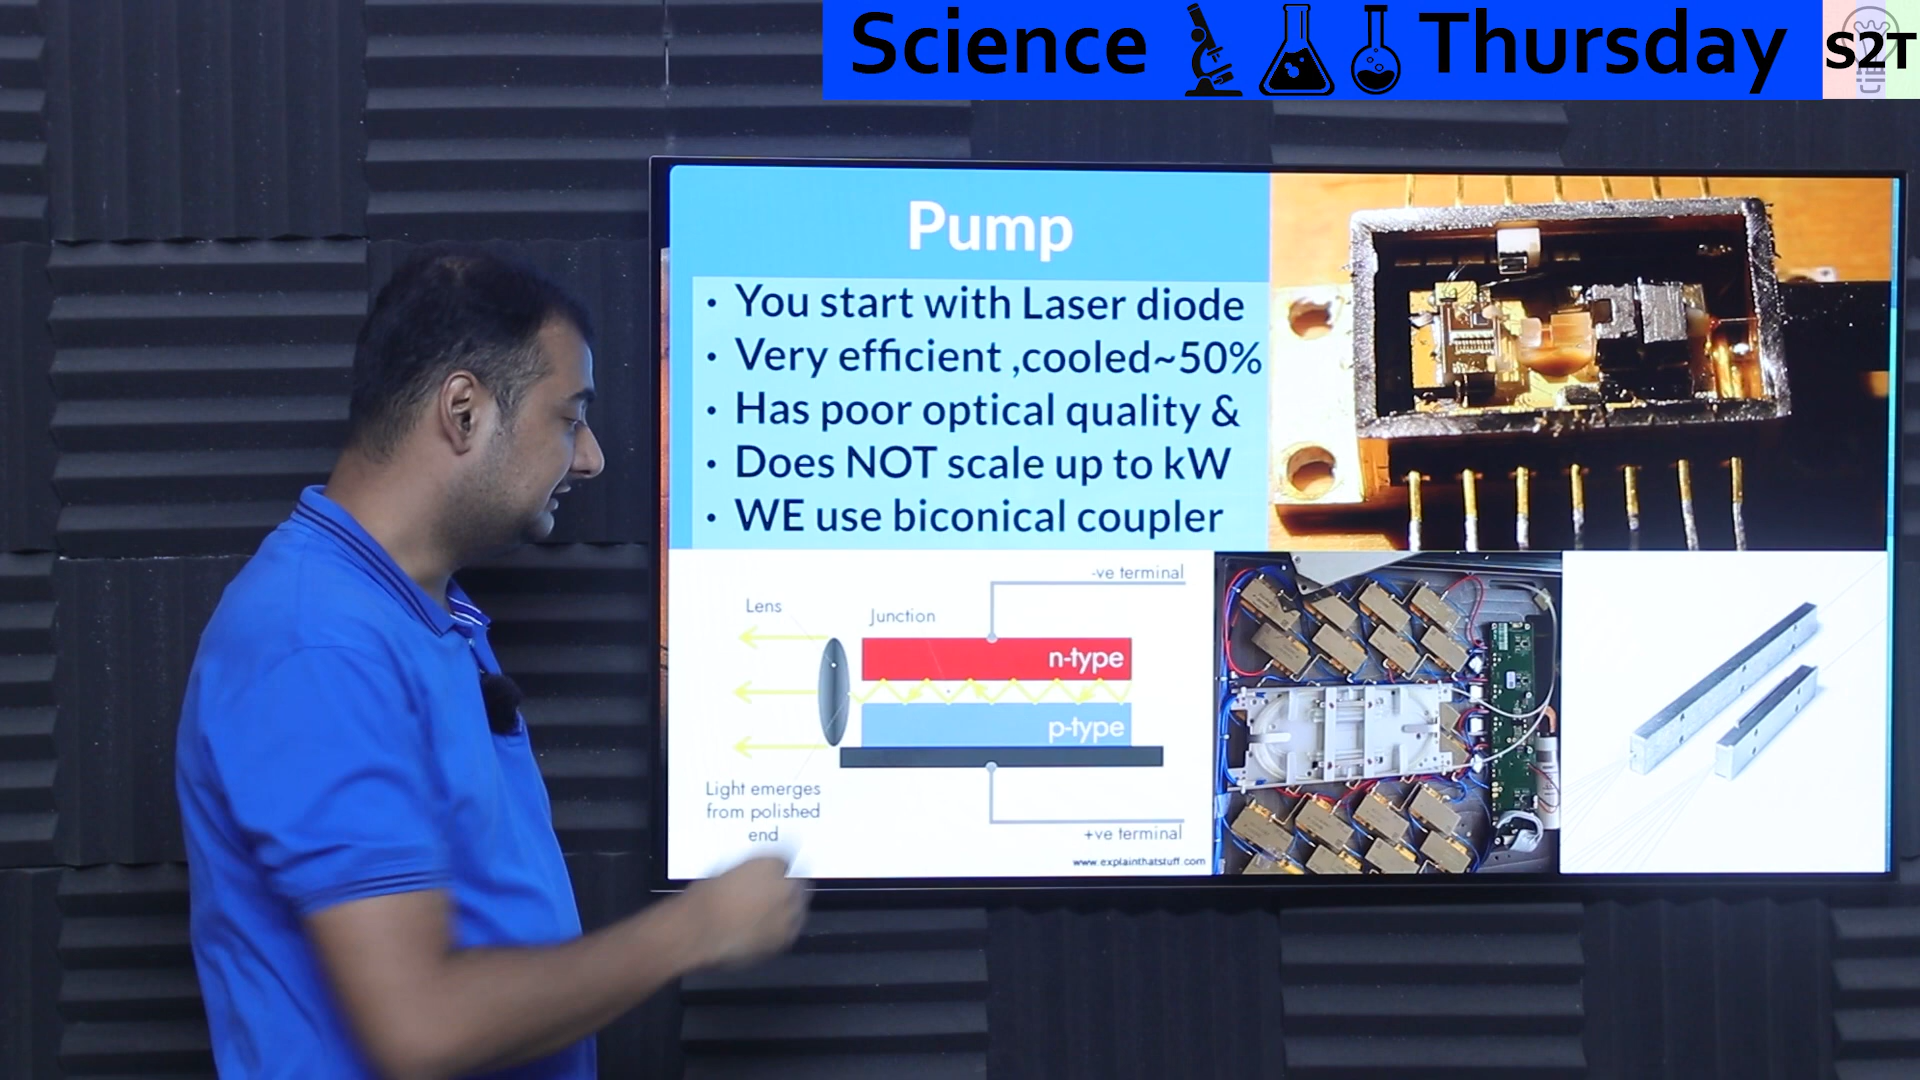 Science Thursday
S2T
Pump
• You start with Laser diode
• Very efficient ,cooled~50%
• Has poor optical quality &
• Does NOT scale up to kW
• WE use biconical coupler
-ve terminal
Lens
Junction
n-type
p-type
Light emerges
from polished
end
+ve terminal
www.explainthatstuff.com